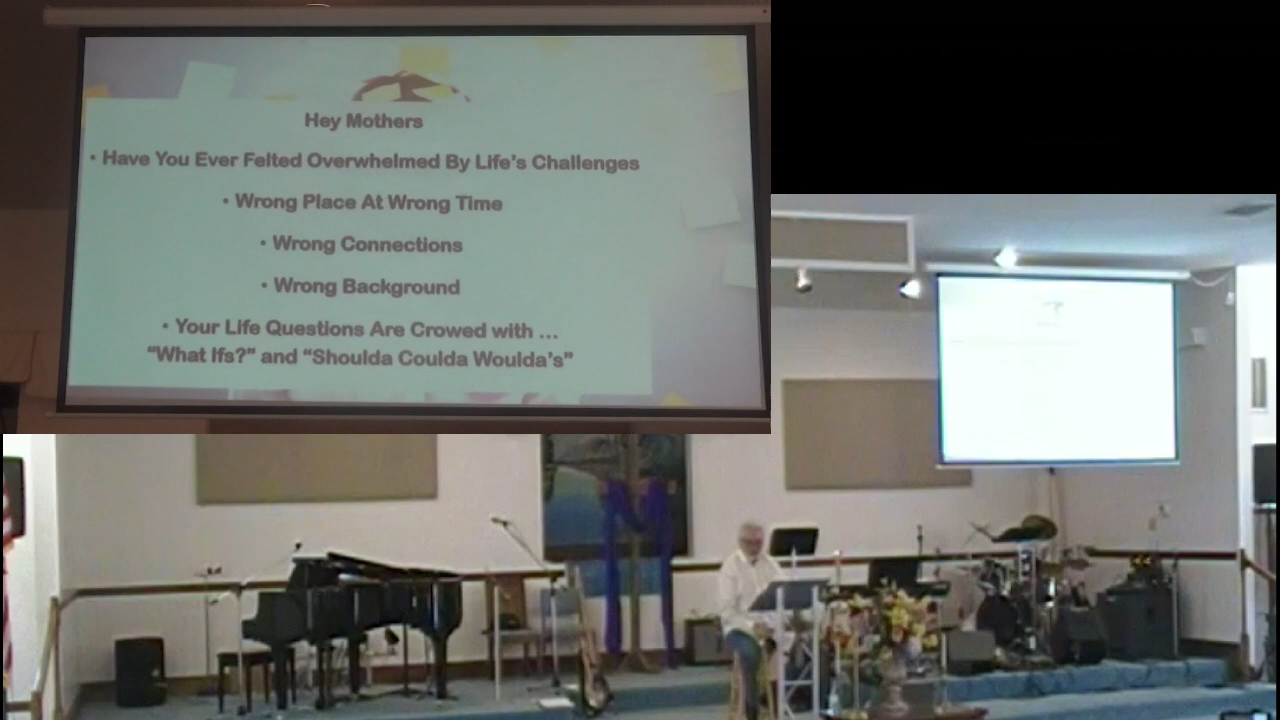 Hey Mothers
• Have You Ever Felted Overwhelmed By Life's Challenges
• Wrong Place At Wrong Time
• Wrong Connections
• Wrong Background
• Your Life Questions Are Crowed with ...
“What Ifs?” and “Shoulda Coulda Woulda's”